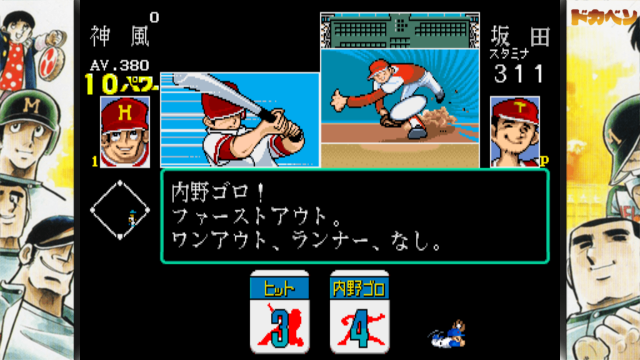 0
神風
坂田
ドカベン
AV.380
スタミナ
10パワー
311
H
T
M
1
P
内野ゴロ!
ファーストアウト。
ワンアウト、ランナー、なし。
ヒット
内野ゴロ
3
4